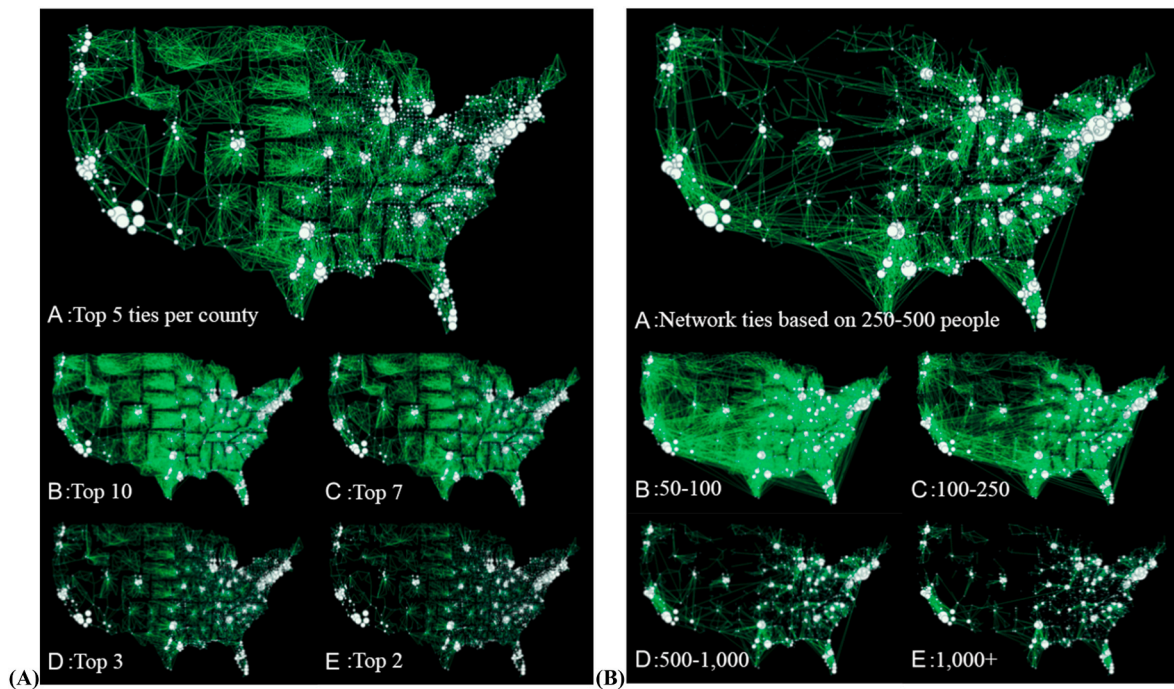 A :Top 5 ties per county
B :Top 10
C :Top 7
D :Top 3
E :Top 2
(A)
A :Network ties based on 250-500 people
B :50-100
C :100-250
D :500-1,000
E :1,000+
(B)